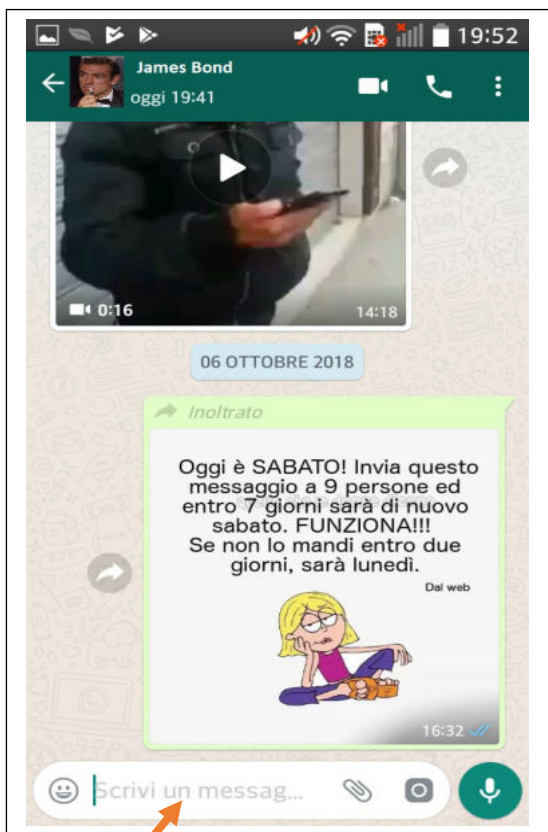 19:52
James Bond
oggi 19:41
0:16
14:18
06 OTTOBRE 2018
Inoltrato
Oggi è SABATO! Invia questo
messaggio a 9 persone ed
entro 7 giorni sarà di nuovo
sabato. FUNZIONA!!!
Se non lo mandi entro due
giorni, sarà lunedì.
Dal web
16:32
Scrivi un messag...